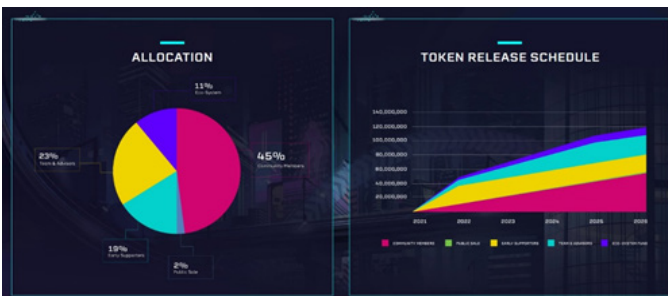 ALLOCATION
11%
Eco System
45%
Community Members
23%
Team & Advisors
19%
Early Supporters
2%
Public Sale
TOKEN RELEASE SCHEDULE
140,000,000
120,000,000
100,000,000
80,000,000
60,000,000
40,000,000
20,000,000
2021 2022 2023 2024 2025 2026
COMMUNITY MEMBERS PUBLIC SALE EARLY SUPPORTERS TEAM & ADVISORS ECO SYSTEM FUND